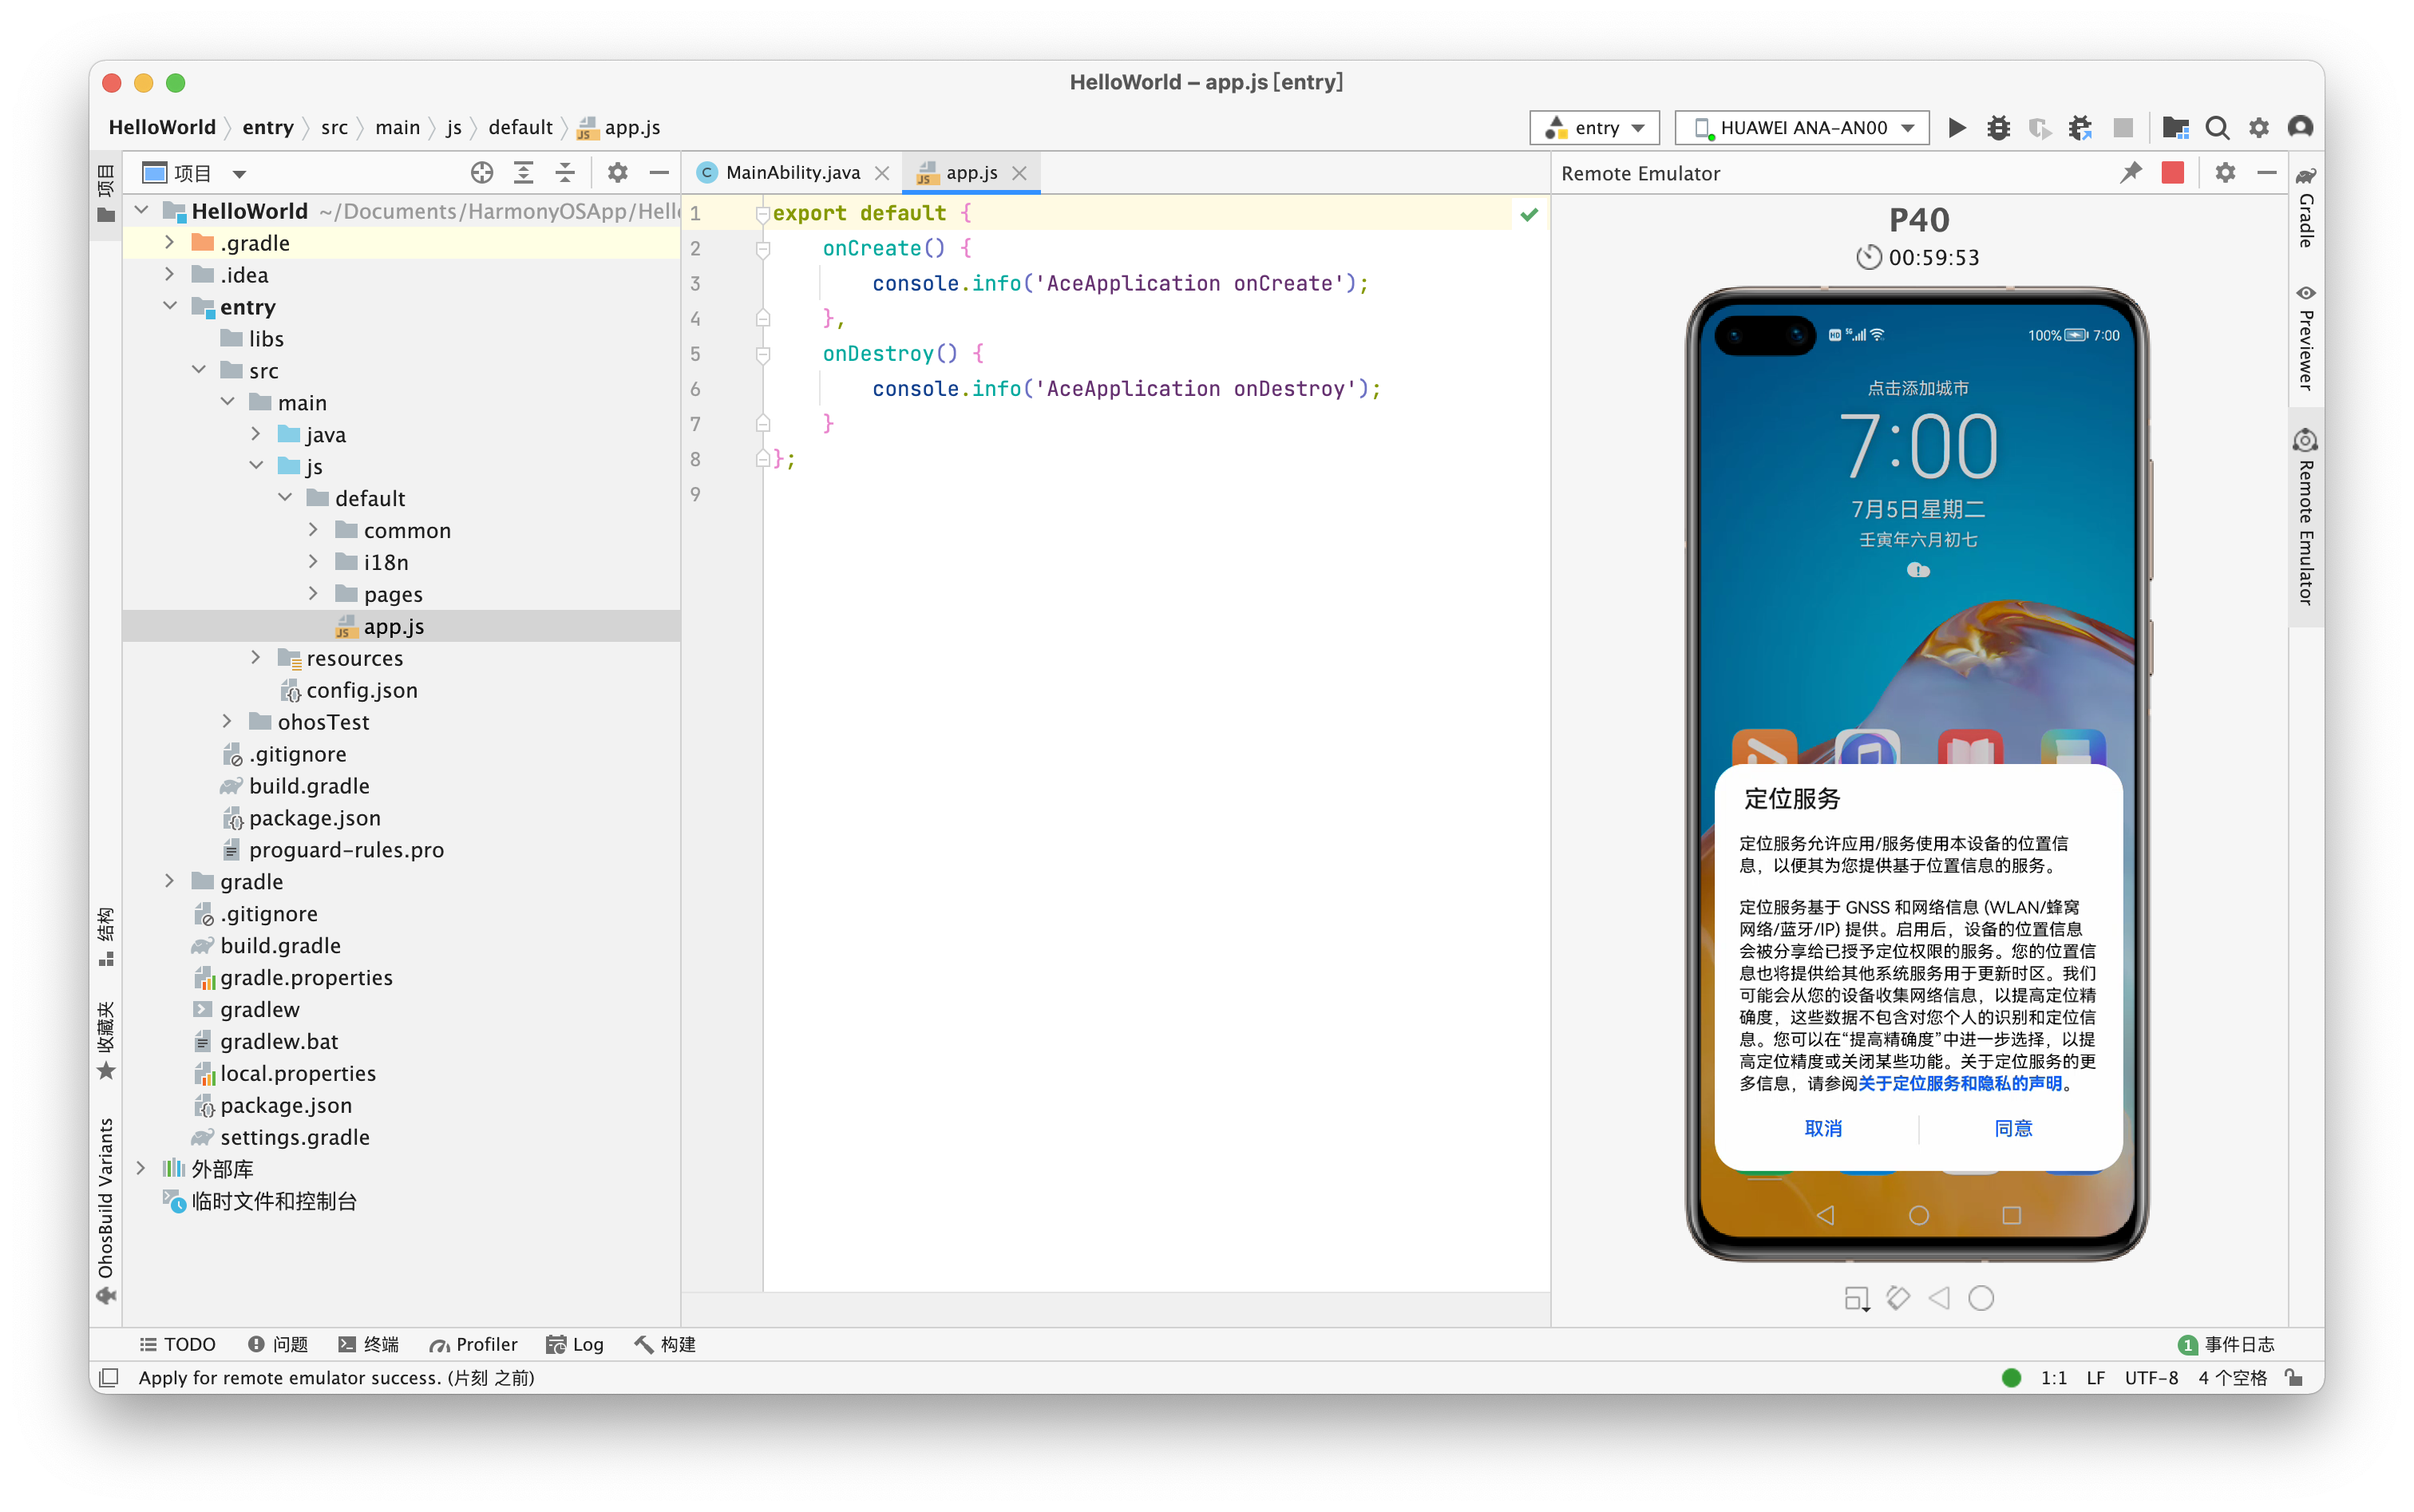 HelloWorld – app.js [entry]
HelloWorld entry src main js default app.js
entry
HUAWEI ANA-AN00
项目
项目
MainAbility.java
app.js
Remote Emulator
HelloWorld ~/Documents/HarmonyOSApp/Hell
.gradle
.idea
entry
libs
src
main
java
js
default
common
i18n
pages
app.js
resources
config.json
ohosTest
.gitignore
build.gradle
package.json
proguard-rules.pro
gradle
.gitignore
build.gradle
gradle.properties
gradlew
gradlew.bat
local.properties
package.json
settings.gradle
外部库
临时文件和控制台
结构
收藏夹
OhosBuild Variants
1 export default {
2 onCreate() {
3 console.info('AceApplication onCreate');
4 },
5 onDestroy() {
6 console.info('AceApplication onDestroy');
7 }
8 };
9
P40
00:59:53
HD 5G 100% 7:00
点击添加城市
7:00
7月5日星期二
壬寅年六月初七
定位服务
定位服务允许应用/服务使用本设备的位置信
息，以便其为您提供基于位置信息的服务。
定位服务基于 GNSS 和网络信息 (WLAN/蜂窝
网络/蓝牙/IP) 提供。启用后，设备的位置信息
会被分享给已授予定位权限的服务。您的位置信
息也将提供给其他系统服务用于更新时区。我们
可能会从您的设备收集网络信息，以提高定位精
确度，这些数据不包含对您个人的识别和定位信
息。您可以在“提高精确度”中进一步选择，以提
高定位精度或关闭某些功能。关于定位服务的更
多信息，请参阅关于定位服务和隐私的声明。
取消 同意
Gradle
Previewer
Remote Emulator
TODO 问题 终端 Profiler Log 构建
1 事件日志
Apply for remote emulator success. (片刻 之前)
1:1 LF UTF-8 4 个空格